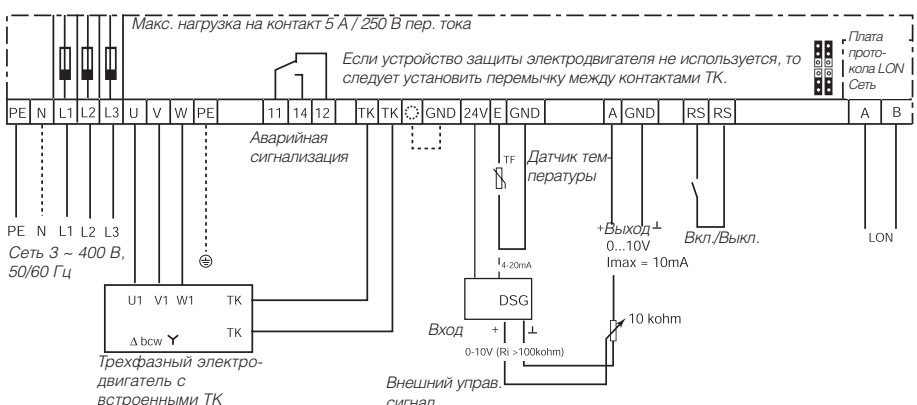 Макс. нагрузка на контакт 5 А / 250 В пер. тока
Если устройство защиты электродвигателя не используется, то
следует установить перемычку между контактами ТК.
Плата
прото-
кола LON
Сеть
PE N L1 L2 L3 U V W PE 11 14 12 TK TK GND 24V E GND A GND RS RS A B
Аварийная
сигнализация
TF
Датчик тем-
пературы
PE N L1 L2 L3
Сеть 3 ~ 400 В,
50/60 Гц
+Выход⊥
0...10V
Imax = 10mA
Вкл./Выкл.
LON
4-20mA
U1 V1 W1 TK
TK
Δ bcw Y
DSG
Вход + ⊥
10 kohm
0-10V (Ri >100kohm)
Трехфазный электро-
двигатель с
встроенными ТК
Внешний управ.
сигнал